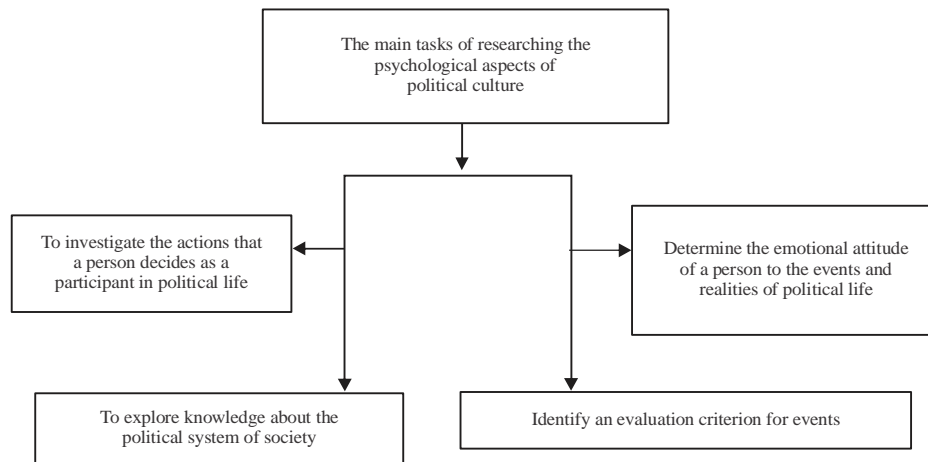 The main tasks of researching the
psychological aspects of
political culture
To investigate the actions that
a person decides as a
participant in political life
Determine the emotional attitude
of a person to the events and
realities of political life
To explore knowledge about the
political system of society
Identify an evaluation criterion for events